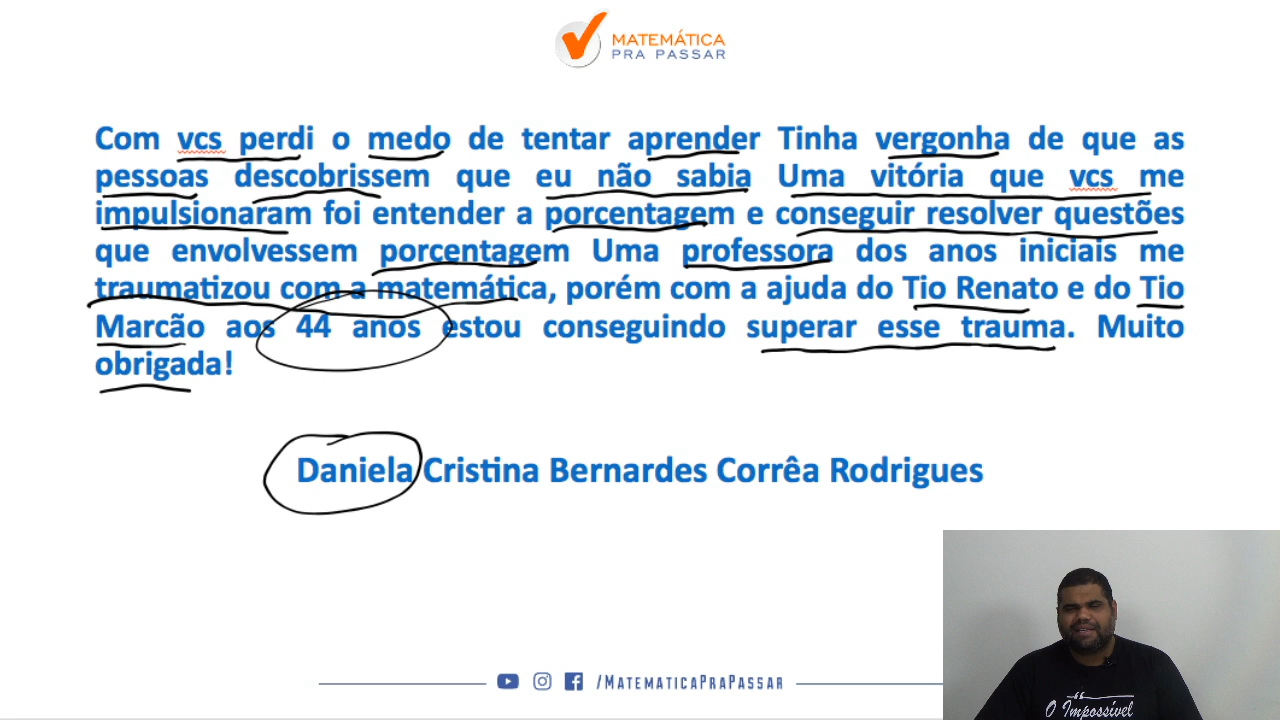 MATEMÁTICA
PRA PASSAR
Com vcs perdi o medo de tentar aprender Tinha vergonha de que as
pessoas descobrissem que eu não sabia Uma vitória que vcs me
impulsionaram foi entender a porcentagem e conseguir resolver questões
que envolvessem porcentagem Uma professora dos anos iniciais me
traumatizou com a matemática, porém com a ajuda do Tio Renato e do Tio
Marcão aos 44 anos estou conseguindo superar esse trauma. Muito
obrigada!
Daniela Cristina Bernardes Corrêa Rodrigues
/MATEMATICAPRAPASSAR
O Impossível